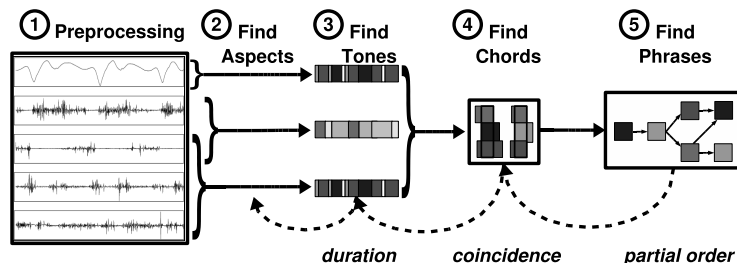 1 Preprocessing
2 Find
Aspects
3 Find
Tones
4 Find
Chords
5 Find
Phrases
duration
coincidence
partial order